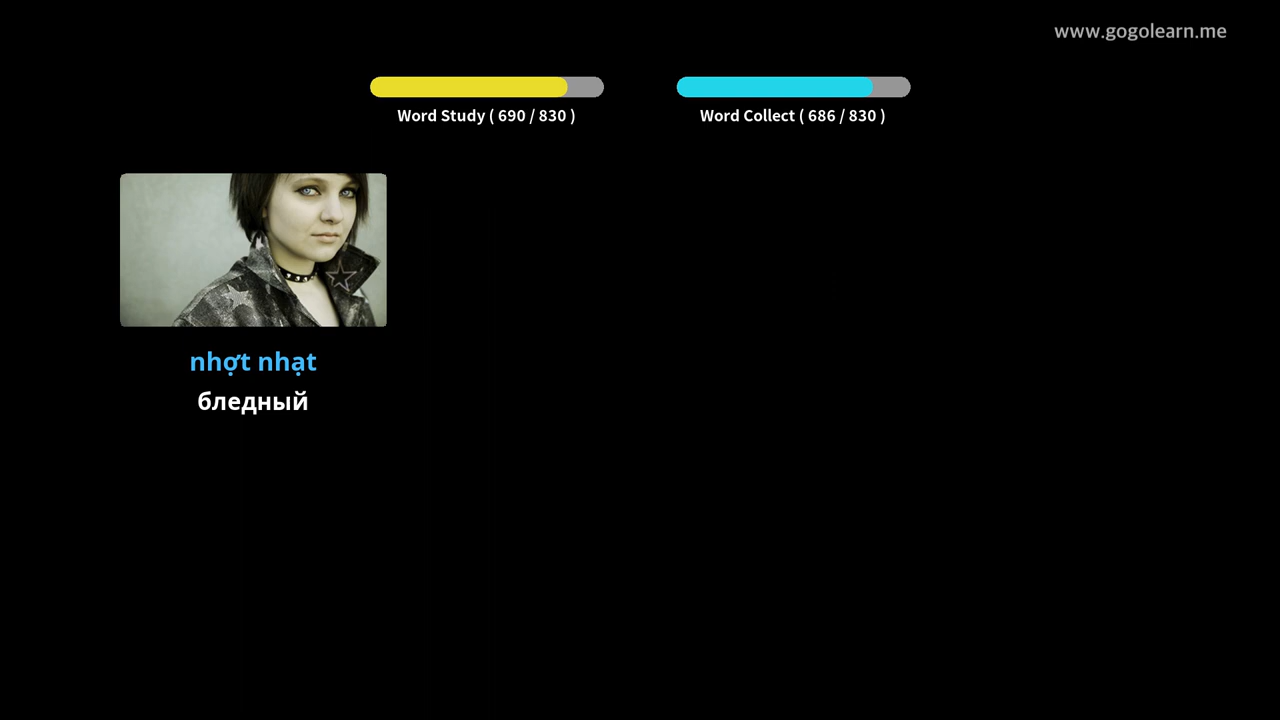 www.gogolearn.me
Word Study ( 690 / 830 )
Word Collect ( 686 / 830 )
nhợt nhạt
бледный